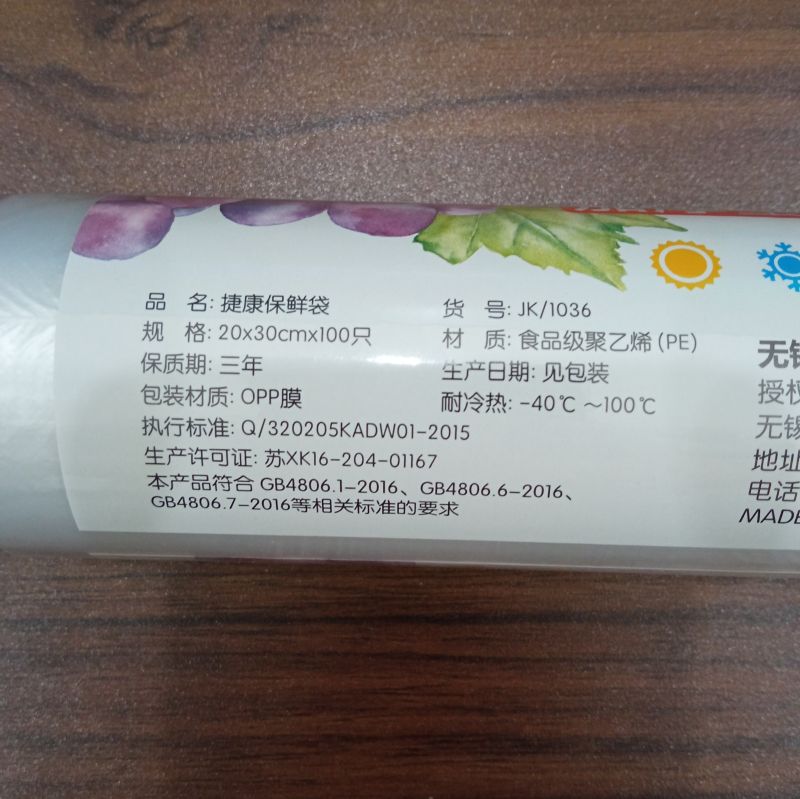 品 名: 捷康保鲜袋
货 号: JK/1036
规 格: 20x30cmx100只
材 质: 食品级聚乙烯(PE)
保质期: 三年
生产日期: 见包装
包装材质: OPP膜
耐冷热: -40℃ ~100℃
执行标准: Q/320205KADW01-2015
生产许可证: 苏XK16-204-01167
本产品符合 GB4806.1-2016、GB4806.6-2016、
GB4806.7-2016等相关标准的要求
无锡
授权
无锡
地址
电话
MADE